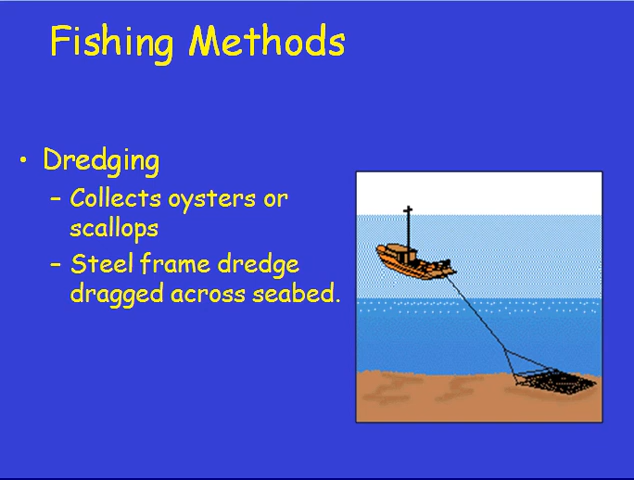 Fishing Methods
• Dredging
– Collects oysters or
scallops
– Steel frame dredge
dragged across seabed.